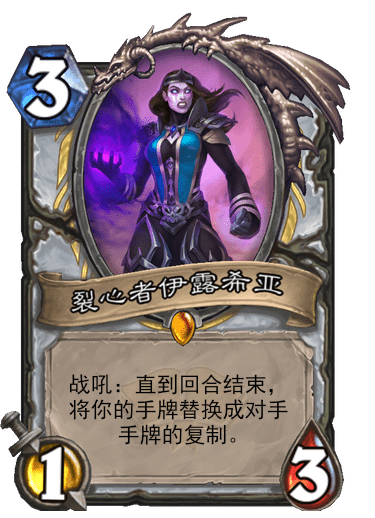 3
裂心者伊露希亚
战吼：直到回合结束，
将你的手牌替换成对手
手牌的复制。
1
3